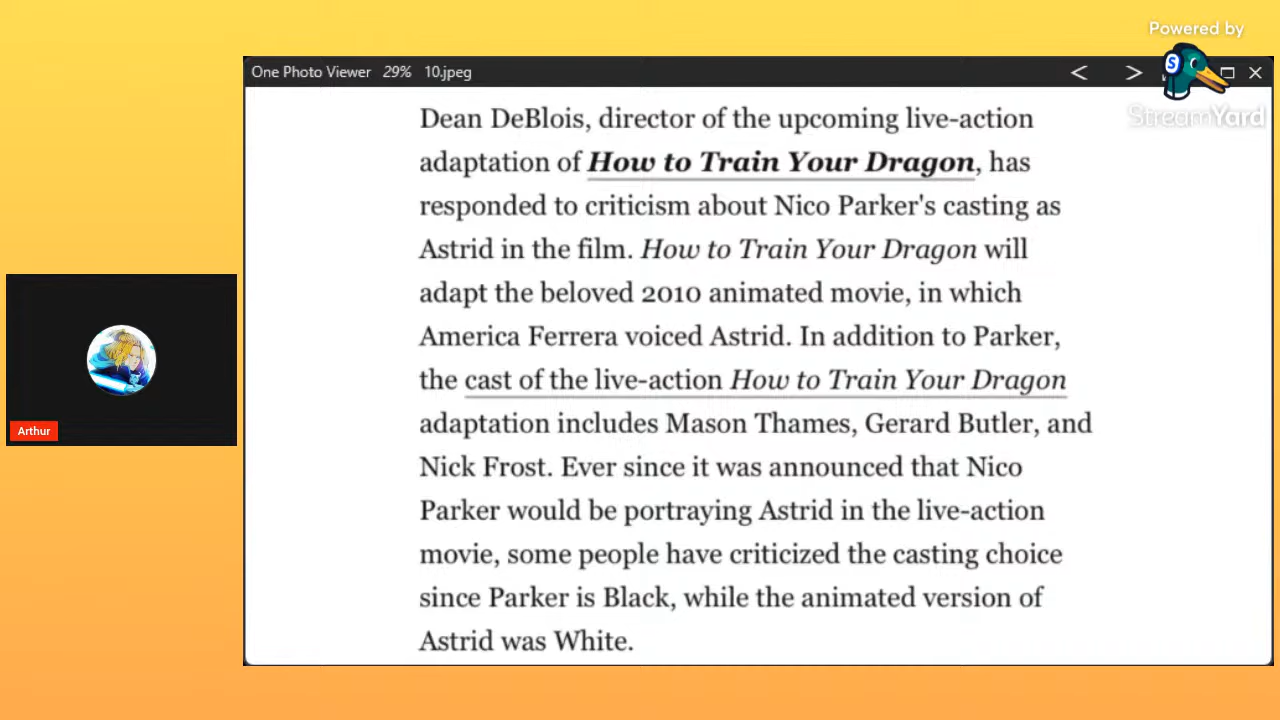 Powered by
StreamYard
One Photo Viewer 29% 10.jpeg
Dean DeBlois, director of the upcoming live-action
adaptation of How to Train Your Dragon, has
responded to criticism about Nico Parker's casting as
Astrid in the film. How to Train Your Dragon will
adapt the beloved 2010 animated movie, in which
America Ferrera voiced Astrid. In addition to Parker,
the cast of the live-action How to Train Your Dragon
adaptation includes Mason Thames, Gerard Butler, and
Nick Frost. Ever since it was announced that Nico
Parker would be portraying Astrid in the live-action
movie, some people have criticized the casting choice
since Parker is Black, while the animated version of
Astrid was White.
Arthur